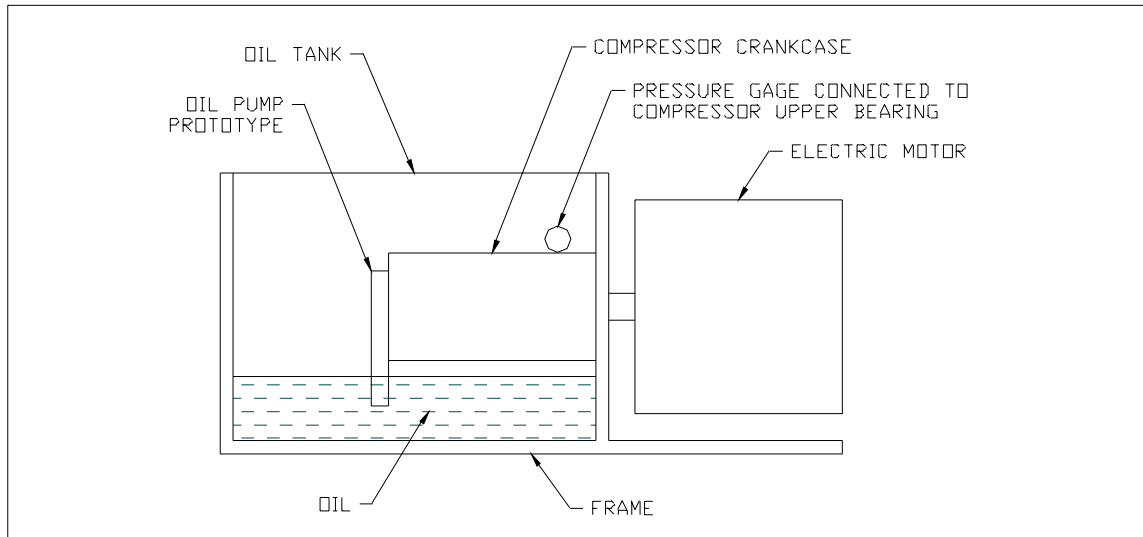 OIL TANK
COMPRESSOR CRANKCASE
OIL PUMP
PROTOTYPE
PRESSURE GAGE CONNECTED TO
COMPRESSOR UPPER BEARING
ELECTRIC MOTOR
OIL
FRAME